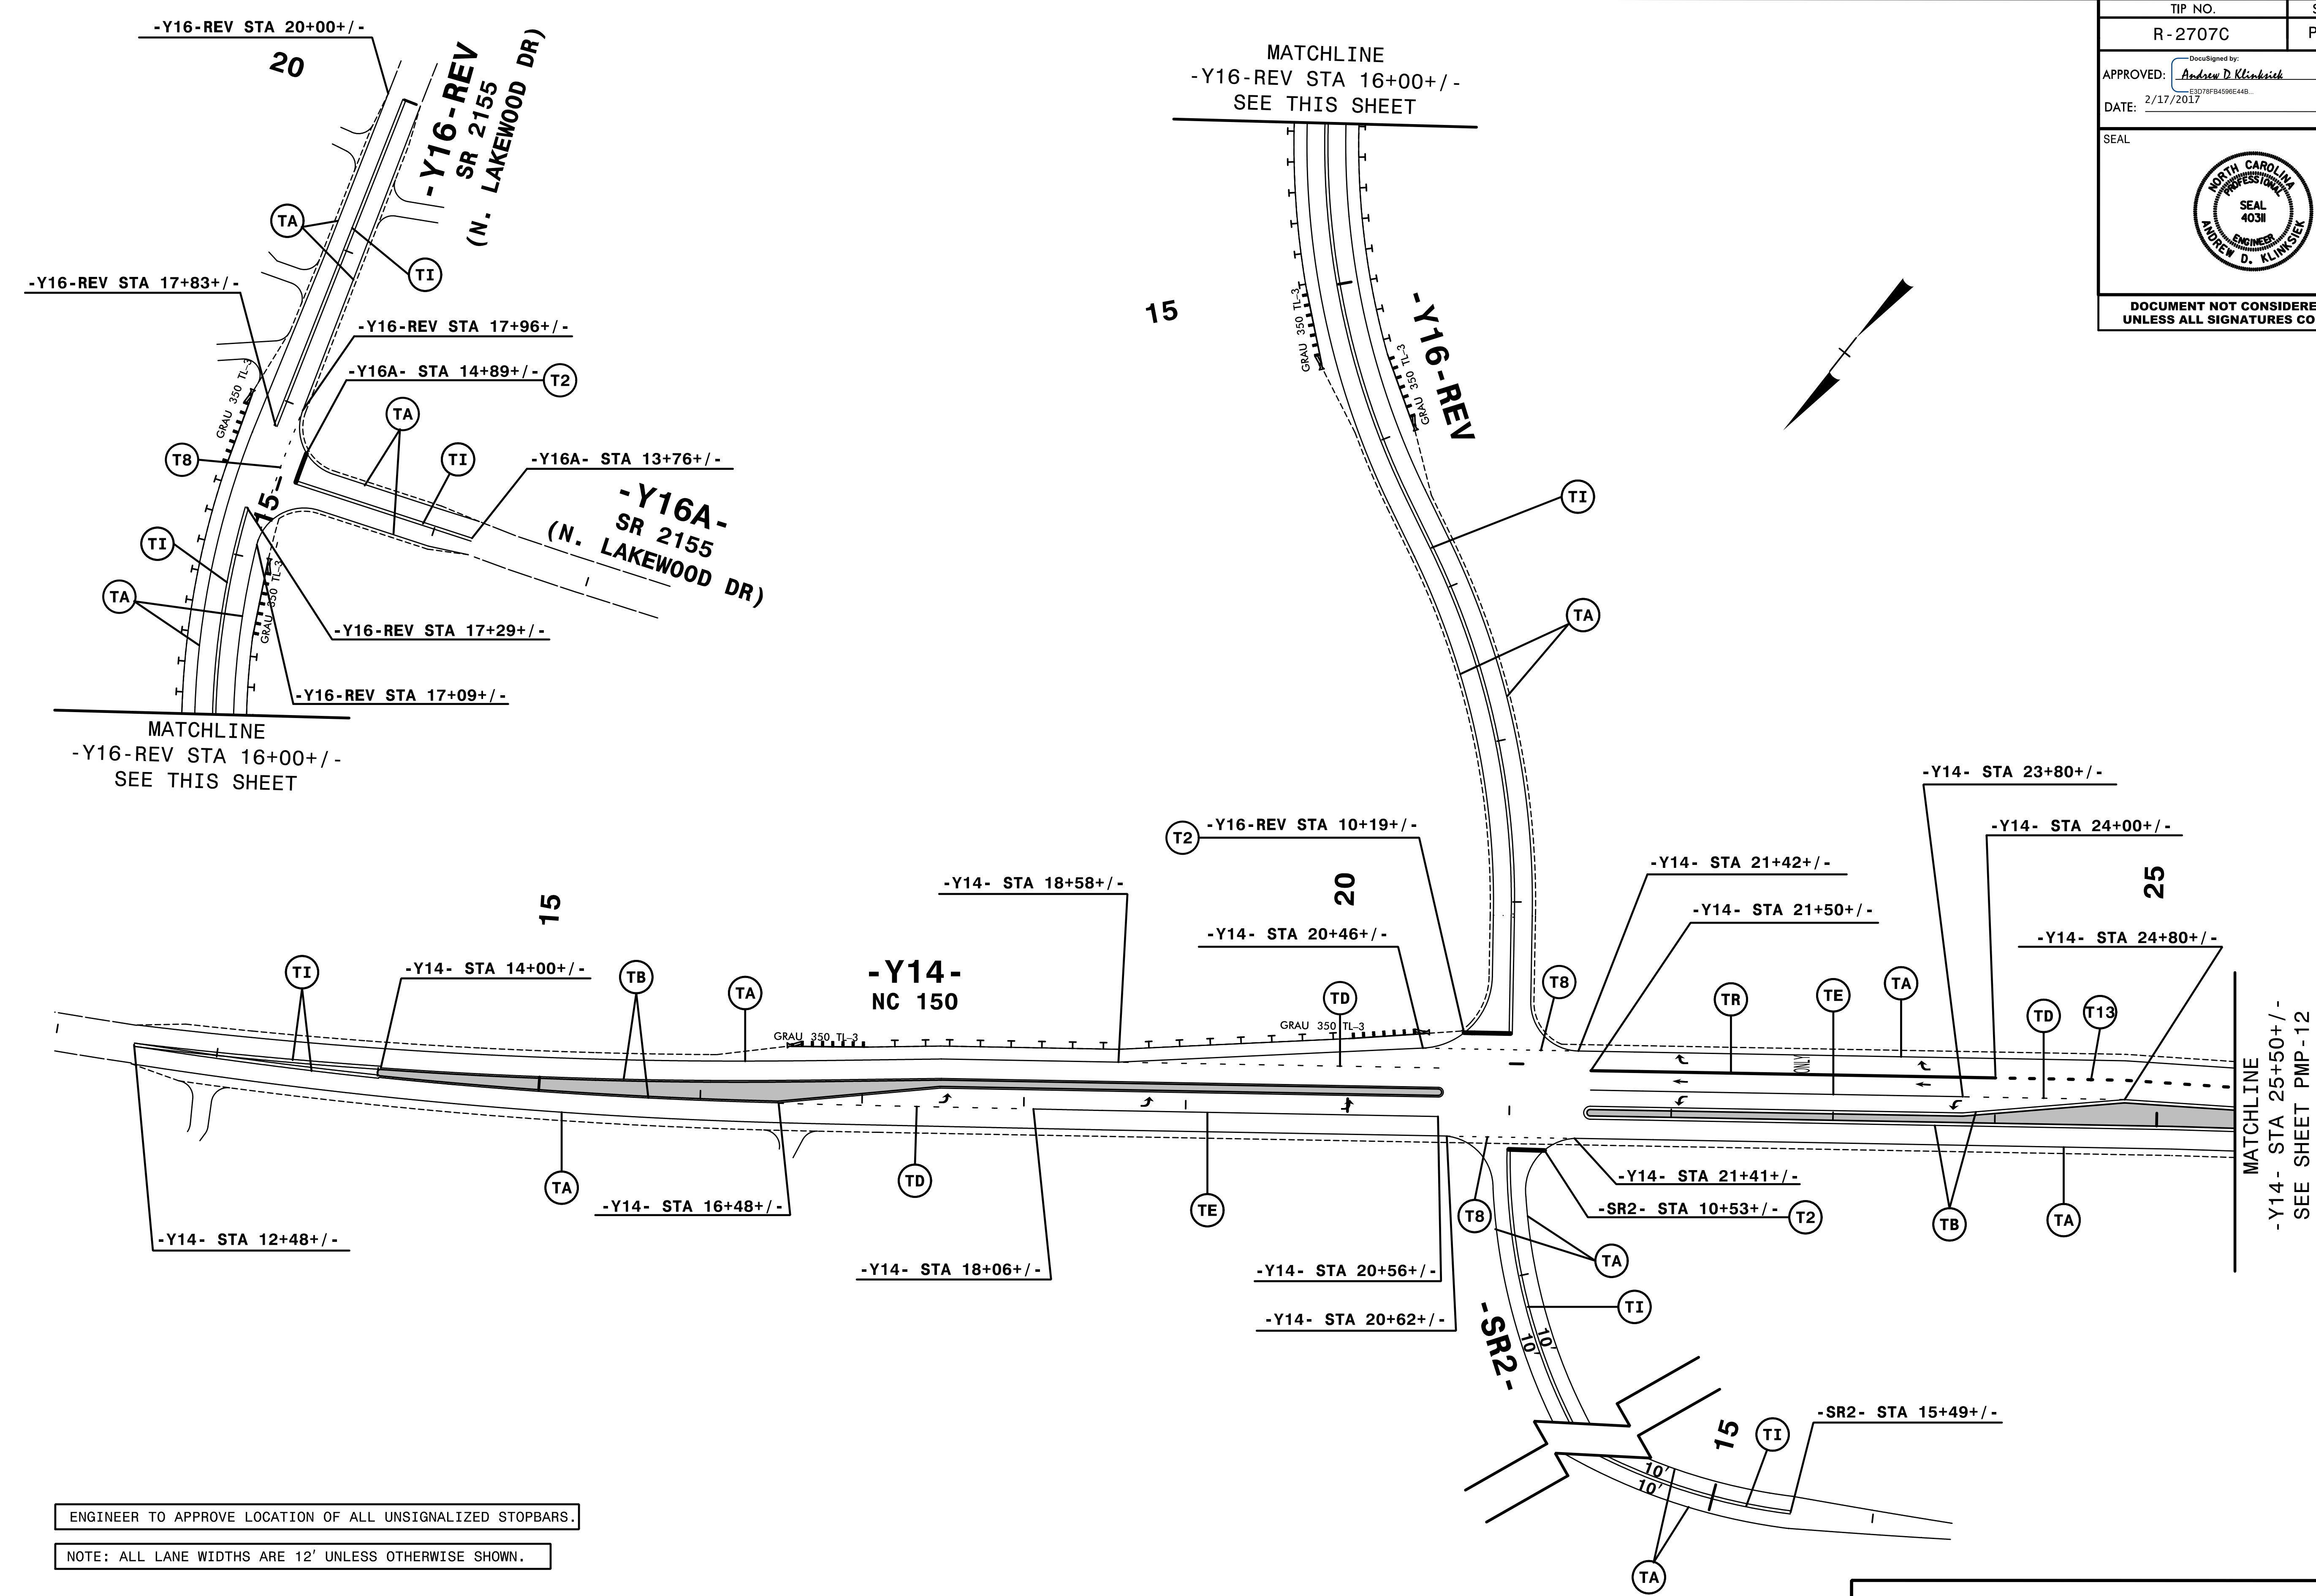 TIP NO.
R-2707C
APPROVED:
DocuSigned by:
Andrew D. Klinksiek
E3D78FB4596E44B...
DATE:
2/17/2017
SEAL
NORTH CAROLINA
PROFESSIONAL
SEAL
40311
ENGINEER
ANDREW D. KLINKSIEK
DOCUMENT NOT CONSIDERE
UNLESS ALL SIGNATURES CO
-Y16-REV STA 20+00+/-
20
-Y16-REV
SR 2155
(N. LAKEWOOD DR)
TA
TI
-Y16-REV STA 17+83+/-
-Y16-REV STA 17+96+/-
-Y16A- STA 14+89+/-
T2
GRAU 350 TL-3
TA
TI
T8
-Y16A- STA 13+76+/-
15
-Y16A-
SR 2155
(N. LAKEWOOD DR)
TI
TA
GRAU 350 TL-3
-Y16-REV STA 17+29+/-
-Y16-REV STA 17+09+/-
MATCHLINE
-Y16-REV STA 16+00+/-
SEE THIS SHEET
MATCHLINE
-Y16-REV STA 16+00+/-
SEE THIS SHEET
15
GRAU 350 TL-3
GRAU 350 TL-3
-Y16-REV
TI
TA
T2
-Y16-REV STA 10+19+/-
-Y14- STA 23+80+/-
-Y14- STA 24+00+/-
-Y14- STA 18+58+/-
20
-Y14- STA 21+42+/-
25
15
-Y14- STA 20+46+/-
-Y14- STA 21+50+/-
-Y14- STA 24+80+/-
TI
-Y14- STA 14+00+/-
TB
TA
-Y14-
NC 150
TD
T8
TR
TE
TA
TD
T13
GRAU 350 TL-3
GRAU 350 TL-3
ONLY
MATCHLINE
-Y14- STA 25+50+/-
SEE SHEET PMP-12
TA
-Y14- STA 16+48+/-
TD
TE
T8
-Y14- STA 21+41+/-
-SR2- STA 10+53+/-
T2
TB
TA
-Y14- STA 12+48+/-
-Y14- STA 18+06+/-
-Y14- STA 20+56+/-
-Y14- STA 20+62+/-
TA
TI
-SR2-
10'
10'
15
TI
-SR2- STA 15+49+/-
10'
10'
TA
ENGINEER TO APPROVE LOCATION OF ALL UNSIGNALIZED STOPBARS.
NOTE: ALL LANE WIDTHS ARE 12' UNLESS OTHERWISE SHOWN.